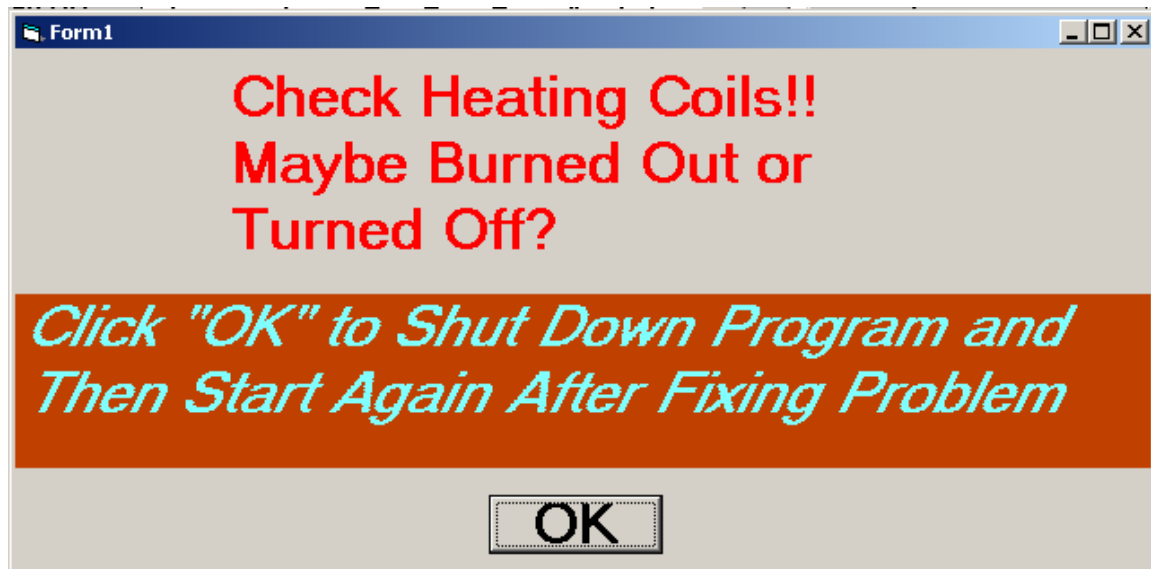 Form1
Check Heating Coils!!
Maybe Burned Out or
Turned Off?
Click "OK" to Shut Down Program and
Then Start Again After Fixing Problem
OK